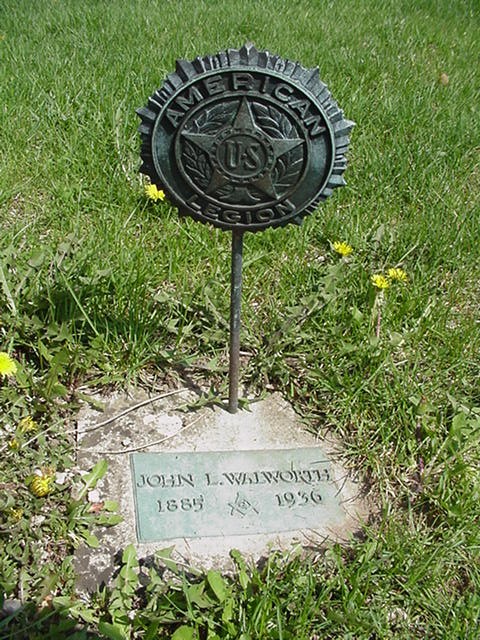 AMERICAN
U·S
LEGION
JOHN L. WALWORTH
1885 1936